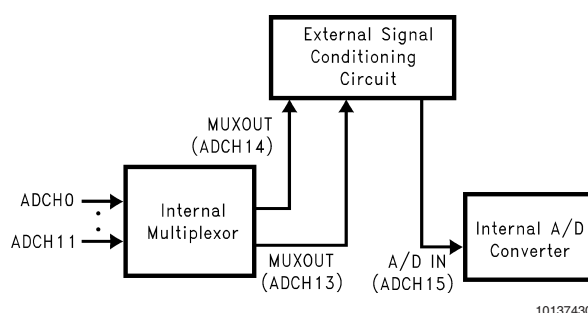 External Signal
Conditioning
Circuit
MUXOUT
(ADCH14)
ADCH0
ADCH11
Internal
Multiplexor
MUXOUT
(ADCH13)
A/D IN
(ADCH15)
Internal A/D
Converter
10137430